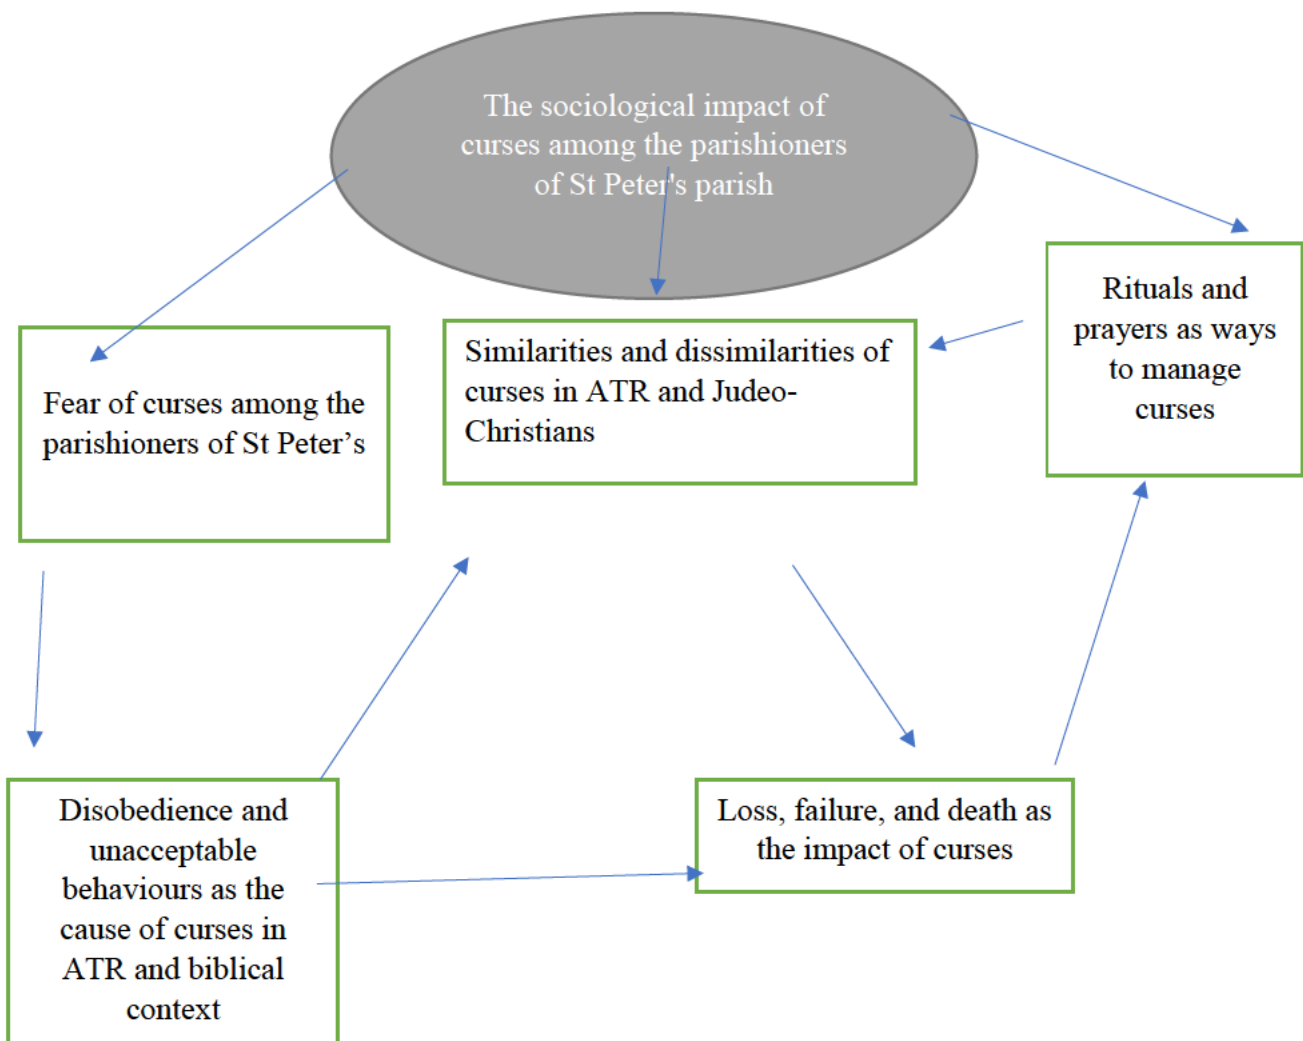 The sociological impact of
curses among the parishioners
of St Peter's parish
Rituals and
prayers as ways
to manage
curses
Similarities and dissimilarities of
curses in ATR and Judeo-
Christians
Fear of curses among the
parishioners of St Peter’s
Disobedience and
unacceptable
behaviours as the
cause of curses in
ATR and biblical
context
Loss, failure, and death as
the impact of curses